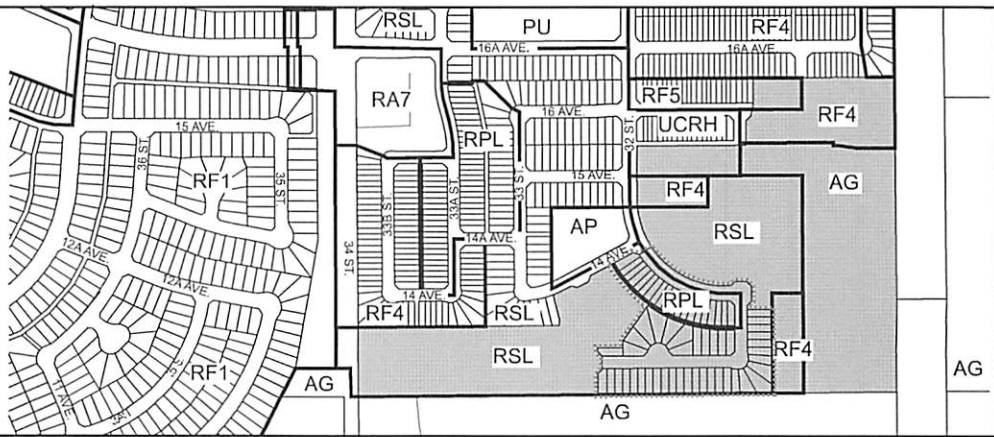 RSL
PU
RF4
16A AVE.
16A AVE.
RA7
RF5
16 AVE.
RF4
RPL
UCRH
32 ST.
15 AVE.
36 ST.
RF1
35 ST.
33B ST.
33A ST.
33 ST.
15 AVE.
RF4
AG
AP
RSL
34 ST.
14A AVE.
12A AVE.
14 AVE.
12A AVE.
14 AVE.
RPL
RF4
RSL
RSL
RF4
RF1
AG
AG
AG
11 AVE.